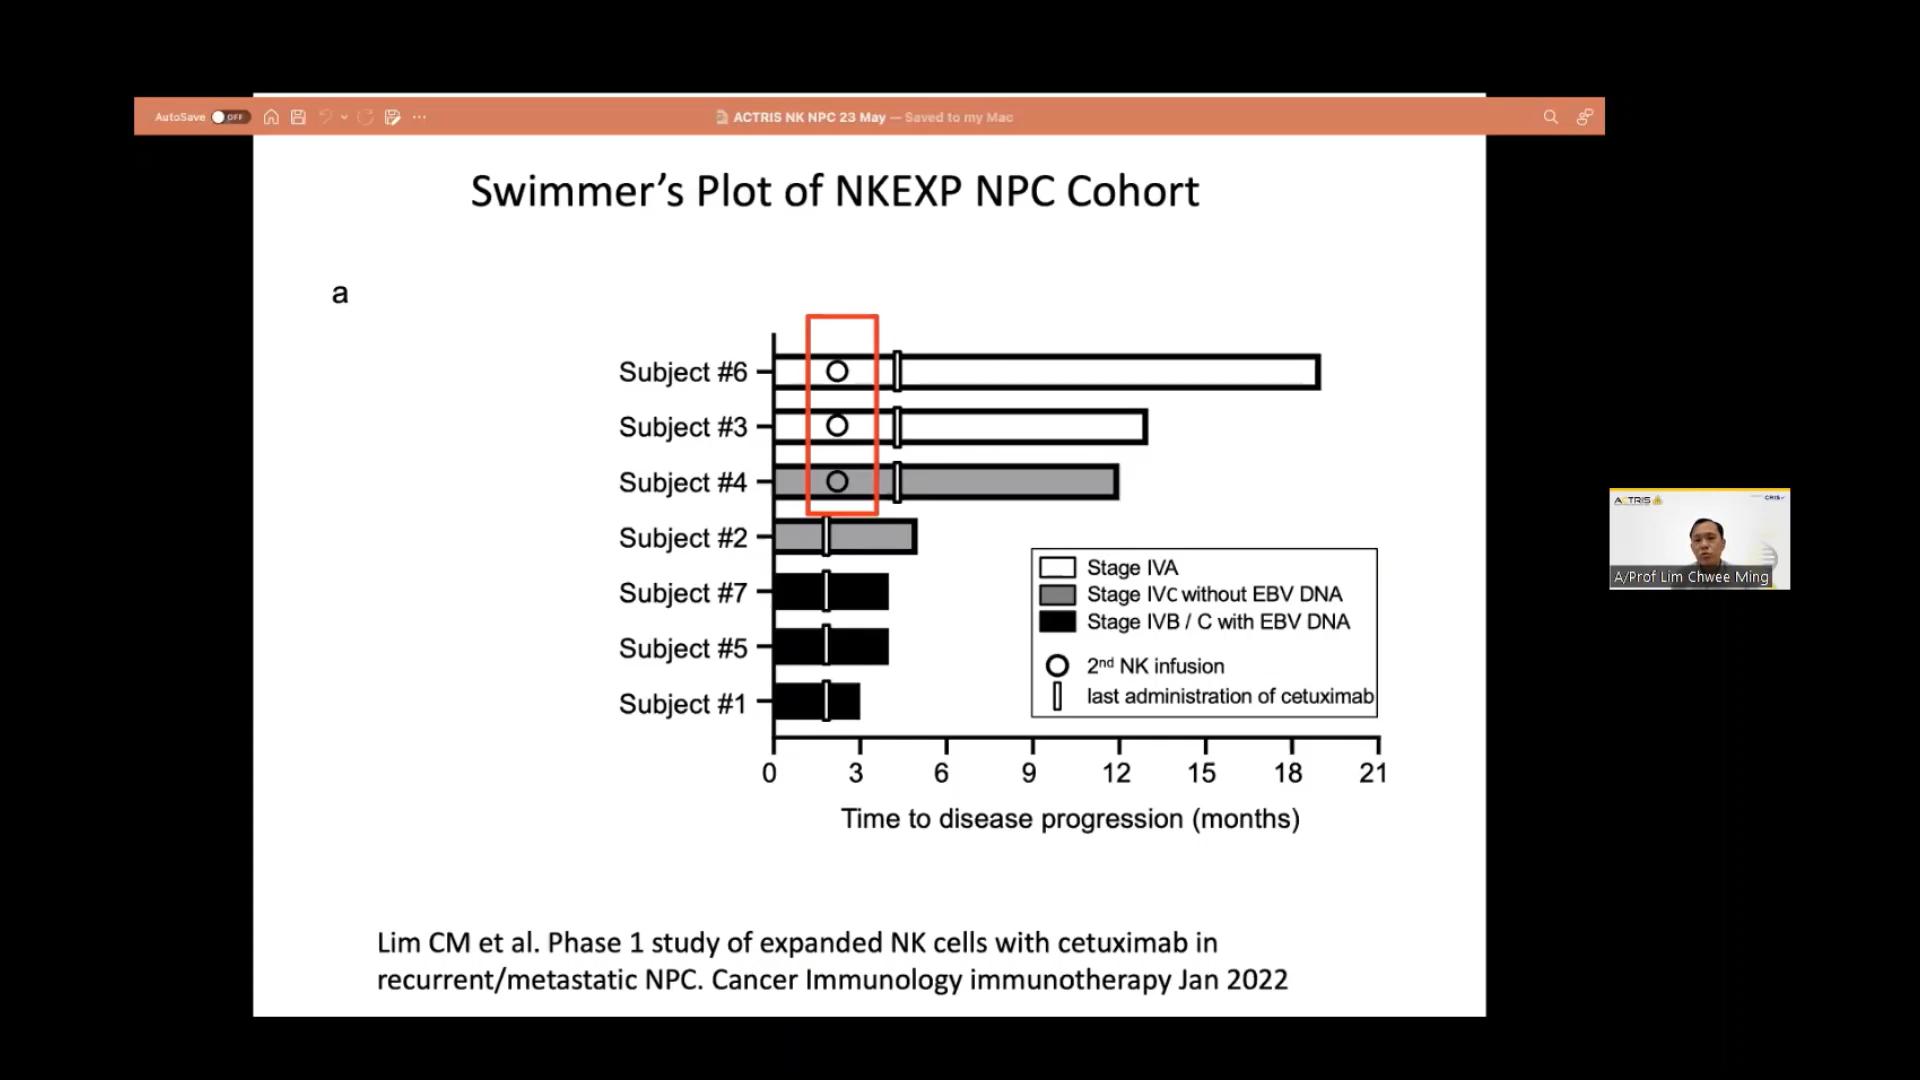 AutoSave OFF
ACTRIS NK NPC 23 May — Saved to my Mac
Swimmer’s Plot of NKEXP NPC Cohort
a
Subject #6
Subject #3
Subject #4
Subject #2
Subject #7
Subject #5
Subject #1
Stage IVA
Stage IVC without EBV DNA
Stage IVB / C with EBV DNA
2nd NK infusion
last administration of cetuximab
0 3 6 9 12 15 18 21
Time to disease progression (months)
Lim CM et al. Phase 1 study of expanded NK cells with cetuximab in
recurrent/metastatic NPC. Cancer Immunology immunotherapy Jan 2022
ACTRIS
CRIS
A/Prof Lim Chwee Ming